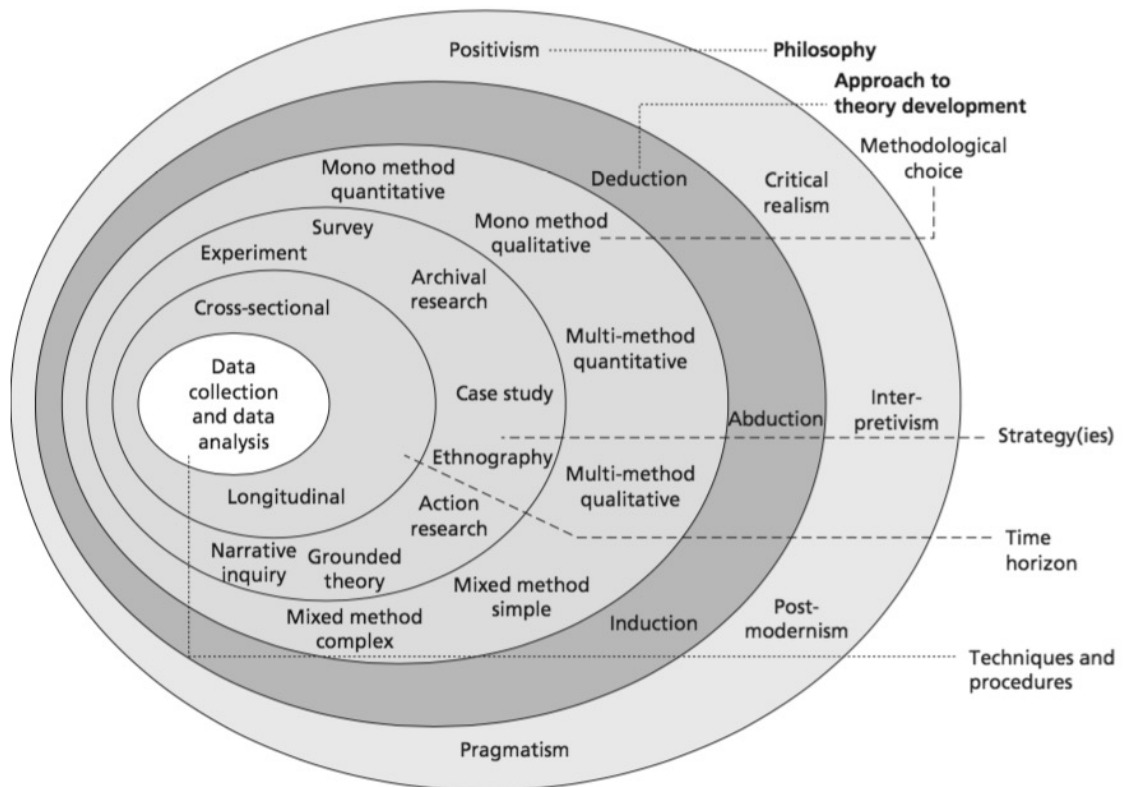 Positivism
Philosophy
Approach to
theory development
Methodological
choice
Mono method
quantitative
Deduction
Critical
realism
Mono method
qualitative
Survey
Experiment
Archival
research
Cross-sectional
Multi-method
quantitative
Data
collection
and data
analysis
Case study
Inter-
pretivism
Abduction
Strategy(ies)
Ethnography
Multi-method
qualitative
Longitudinal
Action
research
Time
horizon
Narrative
inquiry
Grounded
theory
Mixed method
simple
Mixed method
complex
Induction
Post-
modernism
Techniques and
procedures
Pragmatism